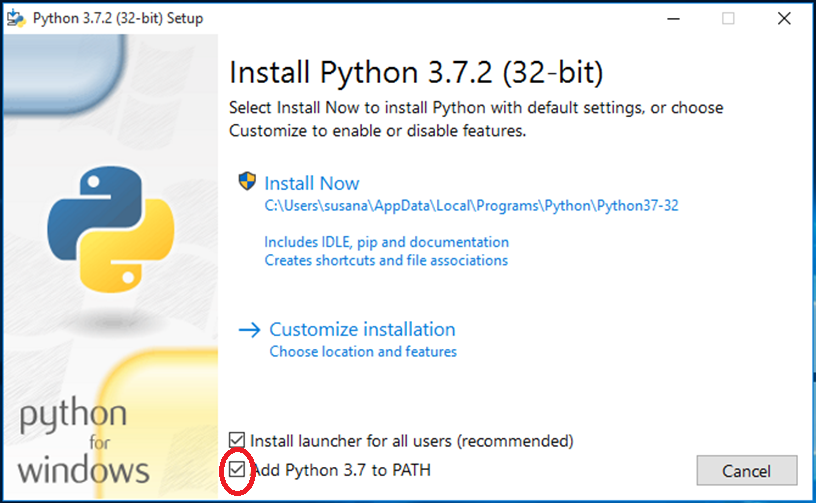 Python 3.7.2 (32-bit) Setup
Install Python 3.7.2 (32-bit)
Select Install Now to install Python with default settings, or choose
Customize to enable or disable features.
Install Now
C:\Users\susana\AppData\Local\Programs\Python\Python37-32
Includes IDLE, pip and documentation
Creates shortcuts and file associations
Customize installation
Choose location and features
Install launcher for all users (recommended)
Add Python 3.7 to PATH
Cancel
python
for
windows